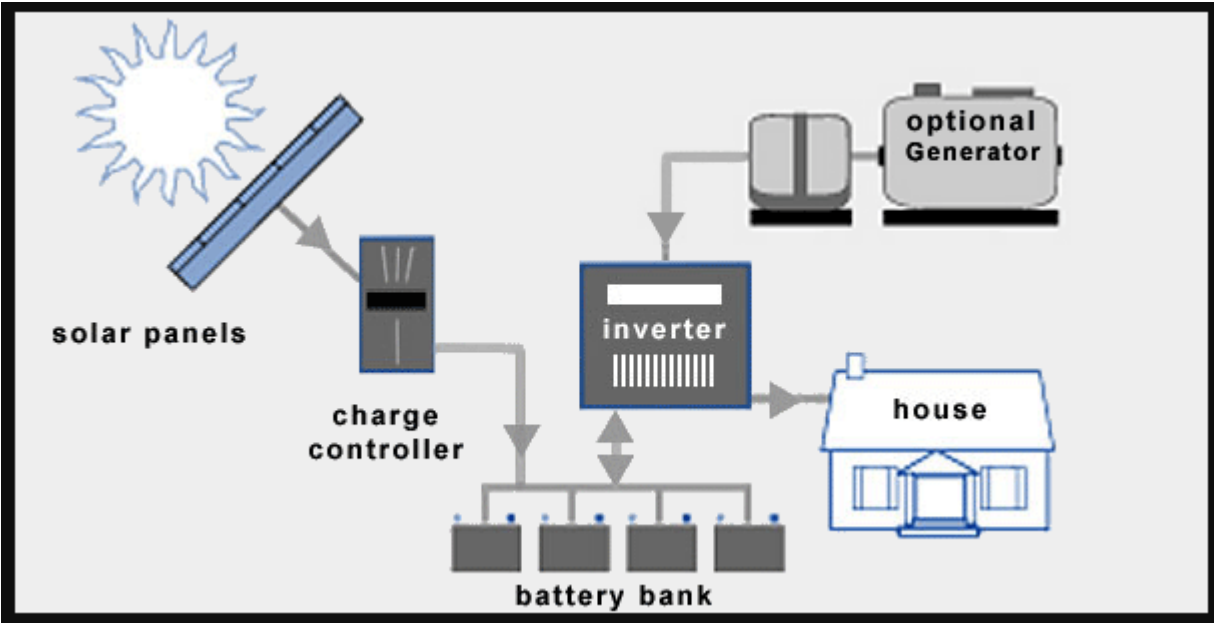 optional
Generator
solar panels
inverter
charge
controller
house
battery bank